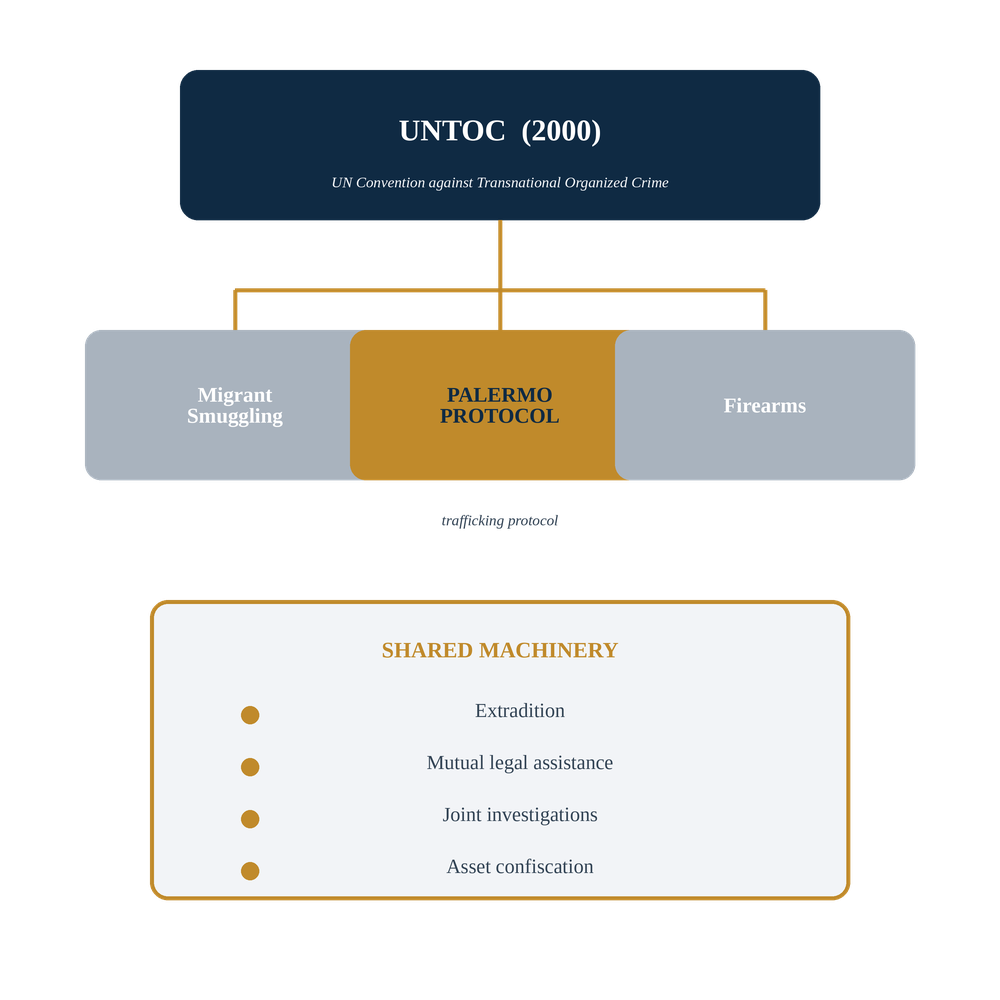 UNTOC (2000)
UN Convention against Transnational Organized Crime
Migrant
Smuggling
PALERMO
PROTOCOL
Firearms
trafficking protocol
SHARED MACHINERY
Extradition
Mutual legal assistance
Joint investigations
Asset confiscation